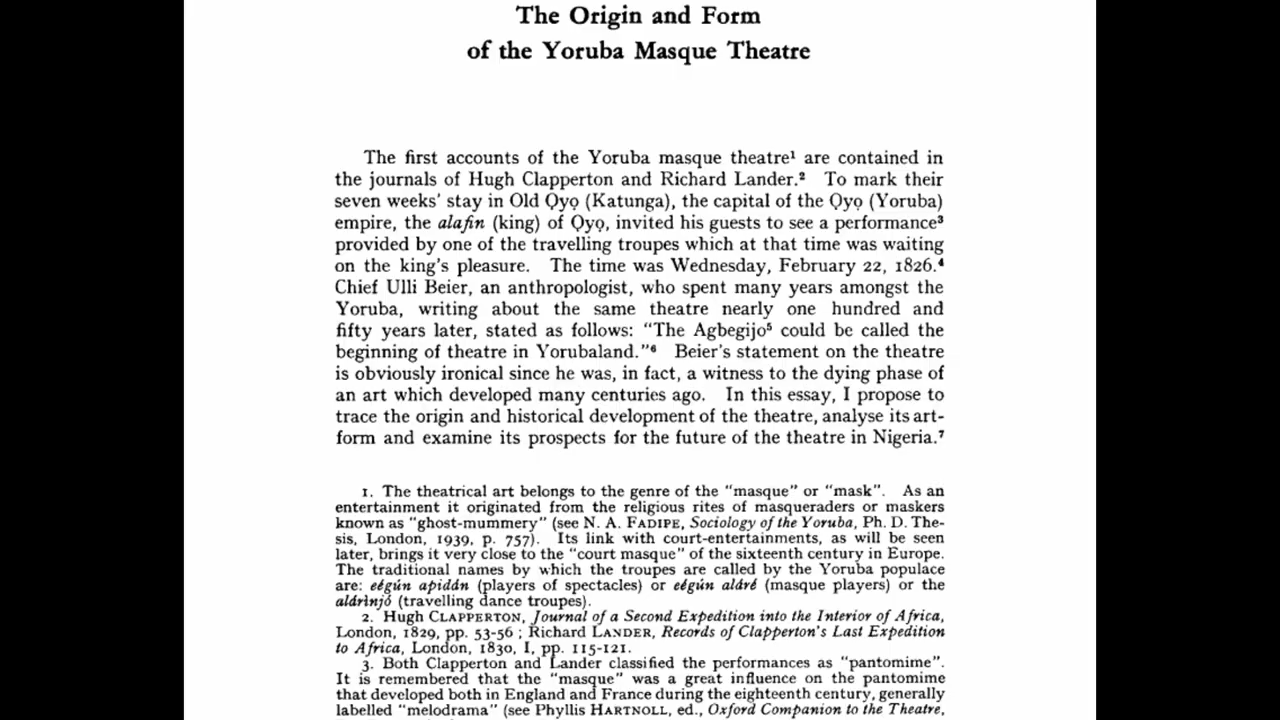 The Origin and Form
of the Yoruba Masque Theatre
The first accounts of the Yoruba masque theatre¹ are contained in
the journals of Hugh Clapperton and Richard Lander.² To mark their
seven weeks' stay in Old Ọyọ (Katunga), the capital of the Ọyọ (Yoruba)
empire, the alafin (king) of Ọyọ, invited his guests to see a performance³
provided by one of the travelling troupes which at that time was waiting
on the king's pleasure. The time was Wednesday, February 22, 1826.⁴
Chief Ulli Beier, an anthropologist, who spent many years amongst the
Yoruba, writing about the same theatre nearly one hundred and
fifty years later, stated as follows: "The Agbegijo⁵ could be called the
beginning of theatre in Yorubaland."⁶ Beier's statement on the theatre
is obviously ironical since he was, in fact, a witness to the dying phase of
an art which developed many centuries ago. In this essay, I propose to
trace the origin and historical development of the theatre, analyse its art-
form and examine its prospects for the future of the theatre in Nigeria.⁷
1. The theatrical art belongs to the genre of the "masque" or "mask". As an
entertainment it originated from the religious rites of masqueraders or maskers
known as "ghost-mummery" (see N. A. FADIPE, Sociology of the Yoruba, Ph. D. The-
sis, London, 1939, p. 757). Its link with court-entertainments, as will be seen
later, brings it very close to the "court masque" of the sixteenth century in Europe.
The traditional names by which the troupes are called by the Yoruba populace
are: eégún apidán (players of spectacles) or eégún aláré (masque players) or the
alárìnjó (travelling dance troupes).
2. Hugh CLAPPERTON, Journal of a Second Expedition into the Interior of Africa,
London, 1829, pp. 53-56 ; Richard LANDER, Records of Clapperton's Last Expedition
to Africa, London, 1830, I, pp. 115-121.
3. Both Clapperton and Lander classified the performances as "pantomime".
It is remembered that the "masque" was a great influence on the pantomime
that developed both in England and France during the eighteenth century, generally
labelled "melodrama" (see Phyllis HARTNOLL, ed., Oxford Companion to the Theatre,